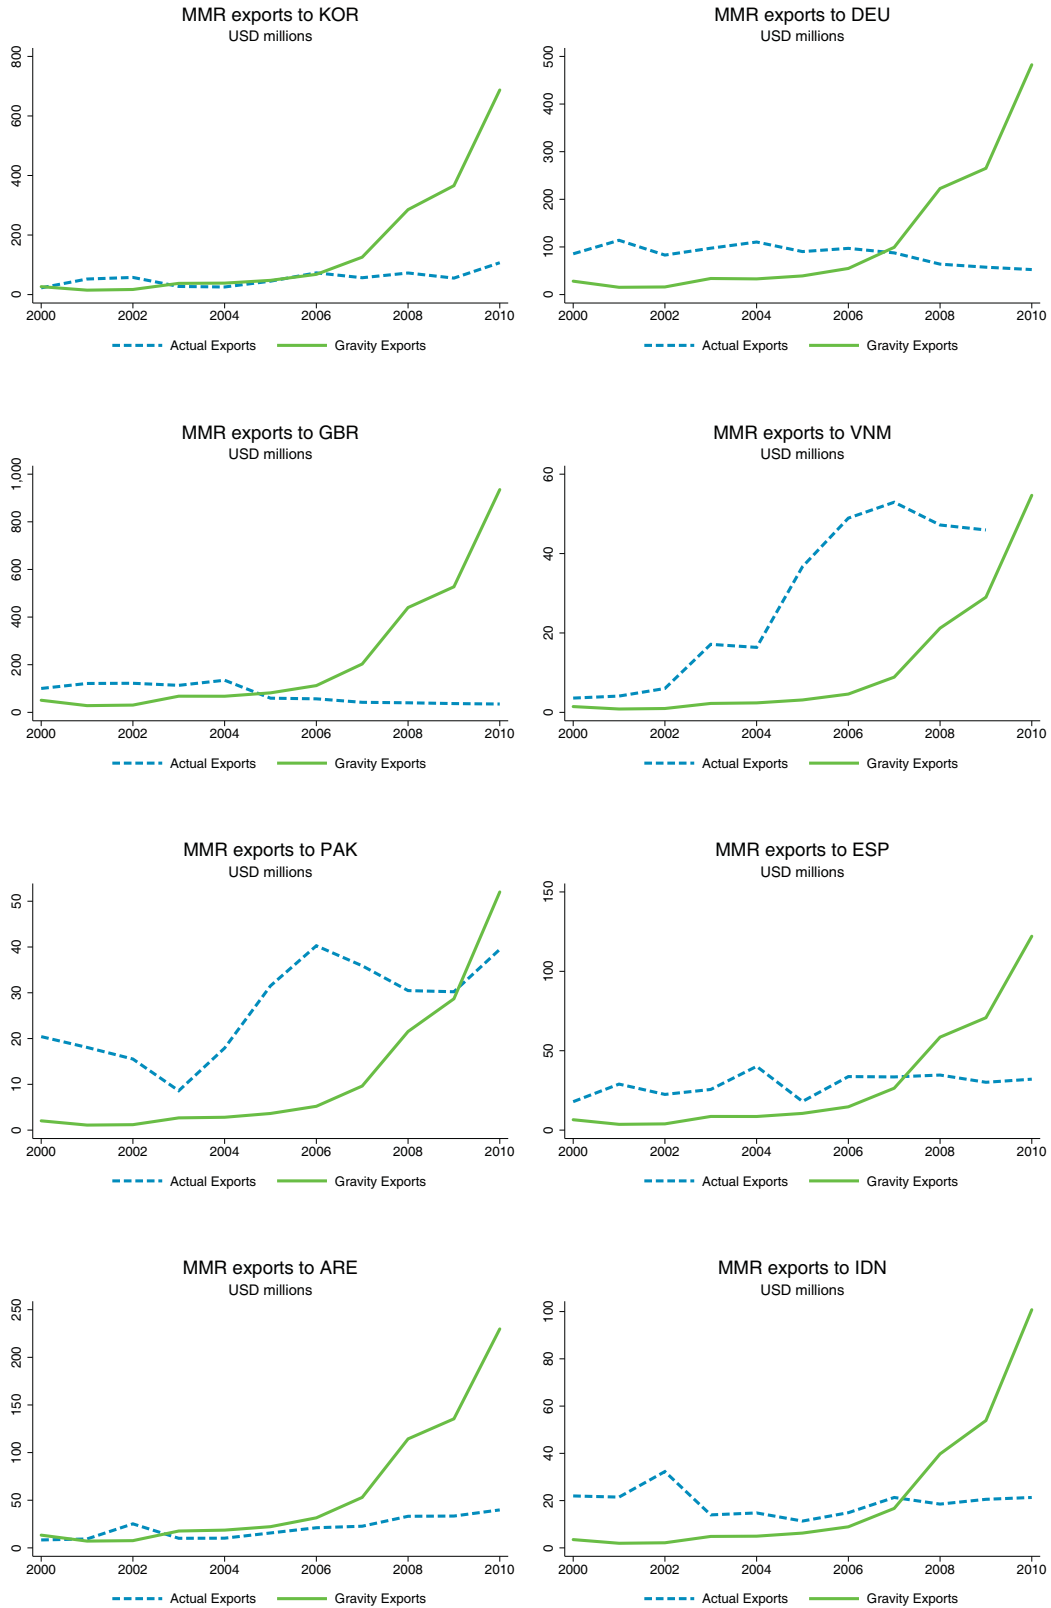 MMR exports to KOR
USD millions
800
600
400
200
0
2000 2002 2004 2006 2008 2010
Actual Exports Gravity Exports
MMR exports to DEU
USD millions
500
400
300
200
100
0
2000 2002 2004 2006 2008 2010
Actual Exports Gravity Exports
MMR exports to GBR
USD millions
1,000
800
600
400
200
0
2000 2002 2004 2006 2008 2010
Actual Exports Gravity Exports
MMR exports to VNM
USD millions
60
40
20
0
2000 2002 2004 2006 2008 2010
Actual Exports Gravity Exports
MMR exports to PAK
USD millions
50
40
30
20
10
0
2000 2002 2004 2006 2008 2010
Actual Exports Gravity Exports
MMR exports to ESP
USD millions
150
100
50
0
2000 2002 2004 2006 2008 2010
Actual Exports Gravity Exports
MMR exports to ARE
USD millions
250
200
150
100
50
0
2000 2002 2004 2006 2008 2010
Actual Exports Gravity Exports
MMR exports to IDN
USD millions
100
80
60
40
20
0
2000 2002 2004 2006 2008 2010
Actual Exports Gravity Exports